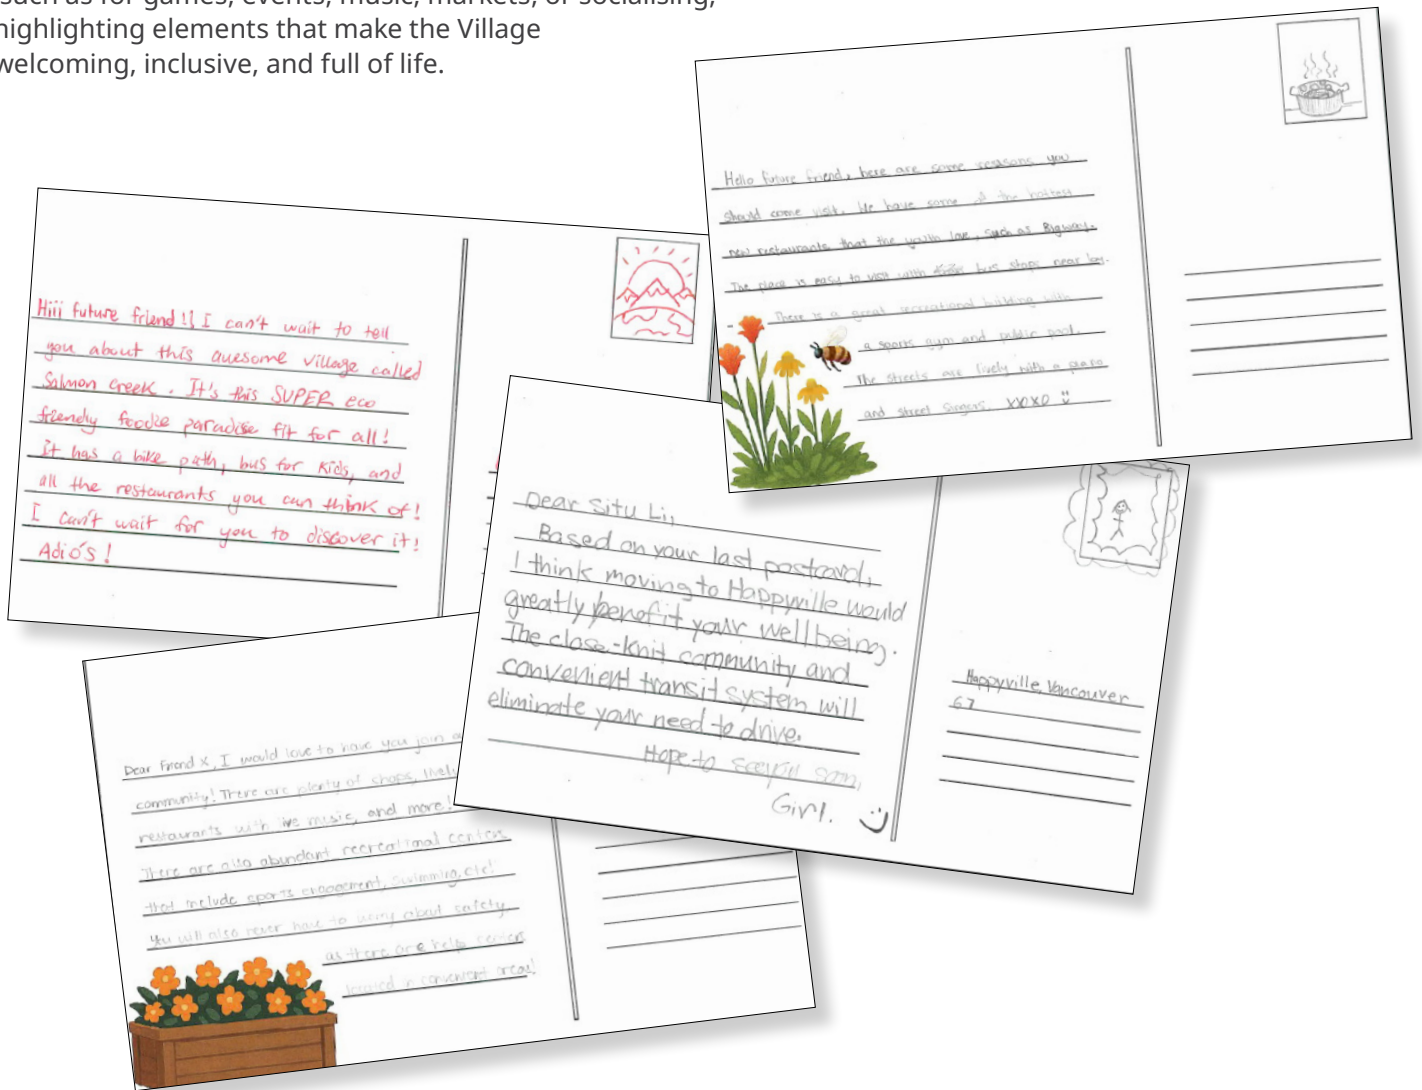 such as for games, events, music, markets, or socialising,
highlighting elements that make the Village
welcoming, inclusive, and full of life.
Hello future friend, here are some reasons you
should come visit. We have some of the hottest
new restaurants that the youth love, such as Bigway.
The place is easy to visit with bus stops near by.
- There is a great recreational building with
a sports gym and public pool.
The streets are lively with a piano
and street singers. XOXO
Hiii future friend!! I can't wait to tell
you about this awesome village called
Salmon Creek. It's this SUPER eco
friendly foodie paradise fit for all!
It has a bike path, bus for kids, and
all the restaurants you can think of!
I can't wait for you to discover it!
Adiós!
Dear Situ Li,
Based on your last postcard,
I think moving to Happyville would
greatly benefit your wellbeing.
The close-knit community and
convenient transit system will
eliminate your need to drive.
Hope to see you soon,
Girl.
Happyville, Vancouver
67
Dear friend X, I would love to have you join
community! There are plenty of shops, lively
restaurants with live music, and more!
There are also abundant recreational centers
that include sports engagement, swimming, etc!
You will also never have to worry about safety
as there are help centers
located in convenient areas!